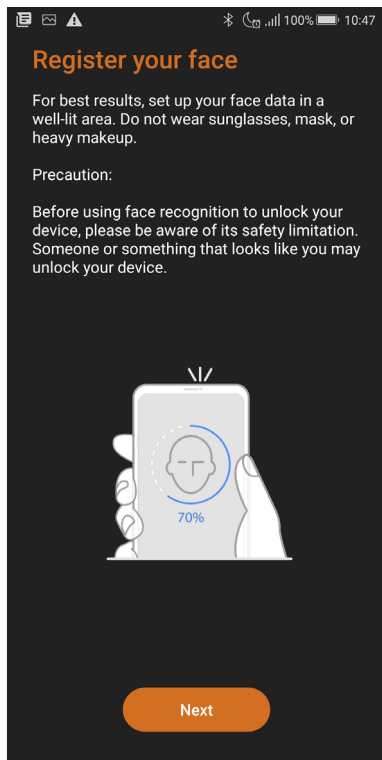 100% 10:47
Register your face
For best results, set up your face data in a
well-lit area. Do not wear sunglasses, mask, or
heavy makeup.
Precaution:
Before using face recognition to unlock your
device, please be aware of its safety limitation.
Someone or something that looks like you may
unlock your device.
70%
Next